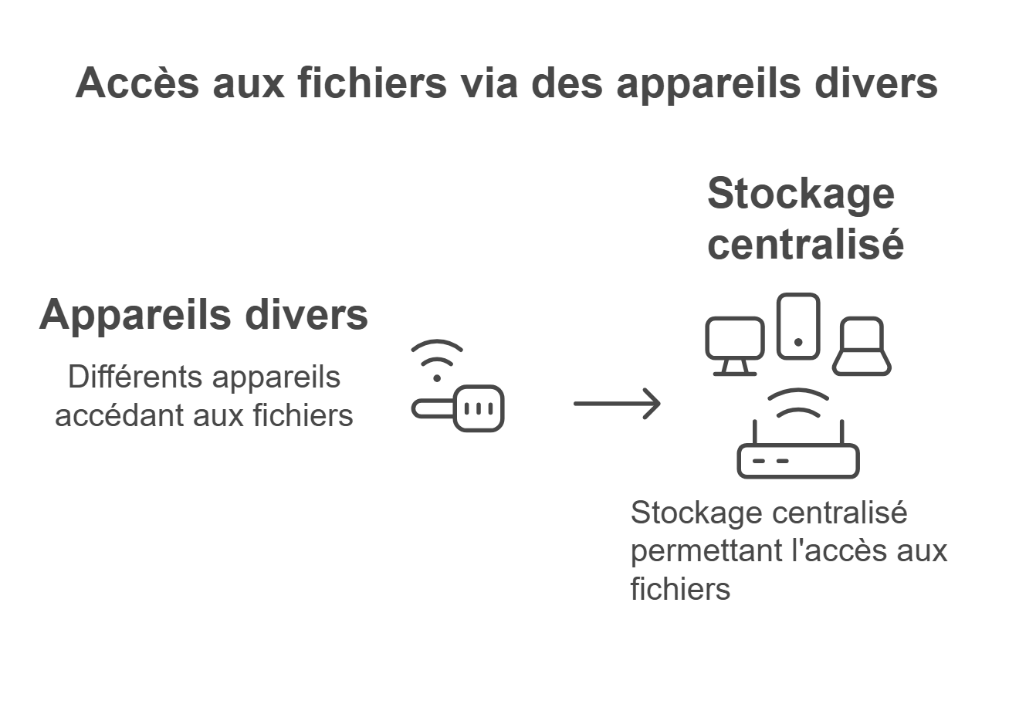 Accès aux fichiers via des appareils divers
Stockage
centralisé
Appareils divers
Différents appareils
accédant aux fichiers
Stockage centralisé
permettant l'accès aux
fichiers